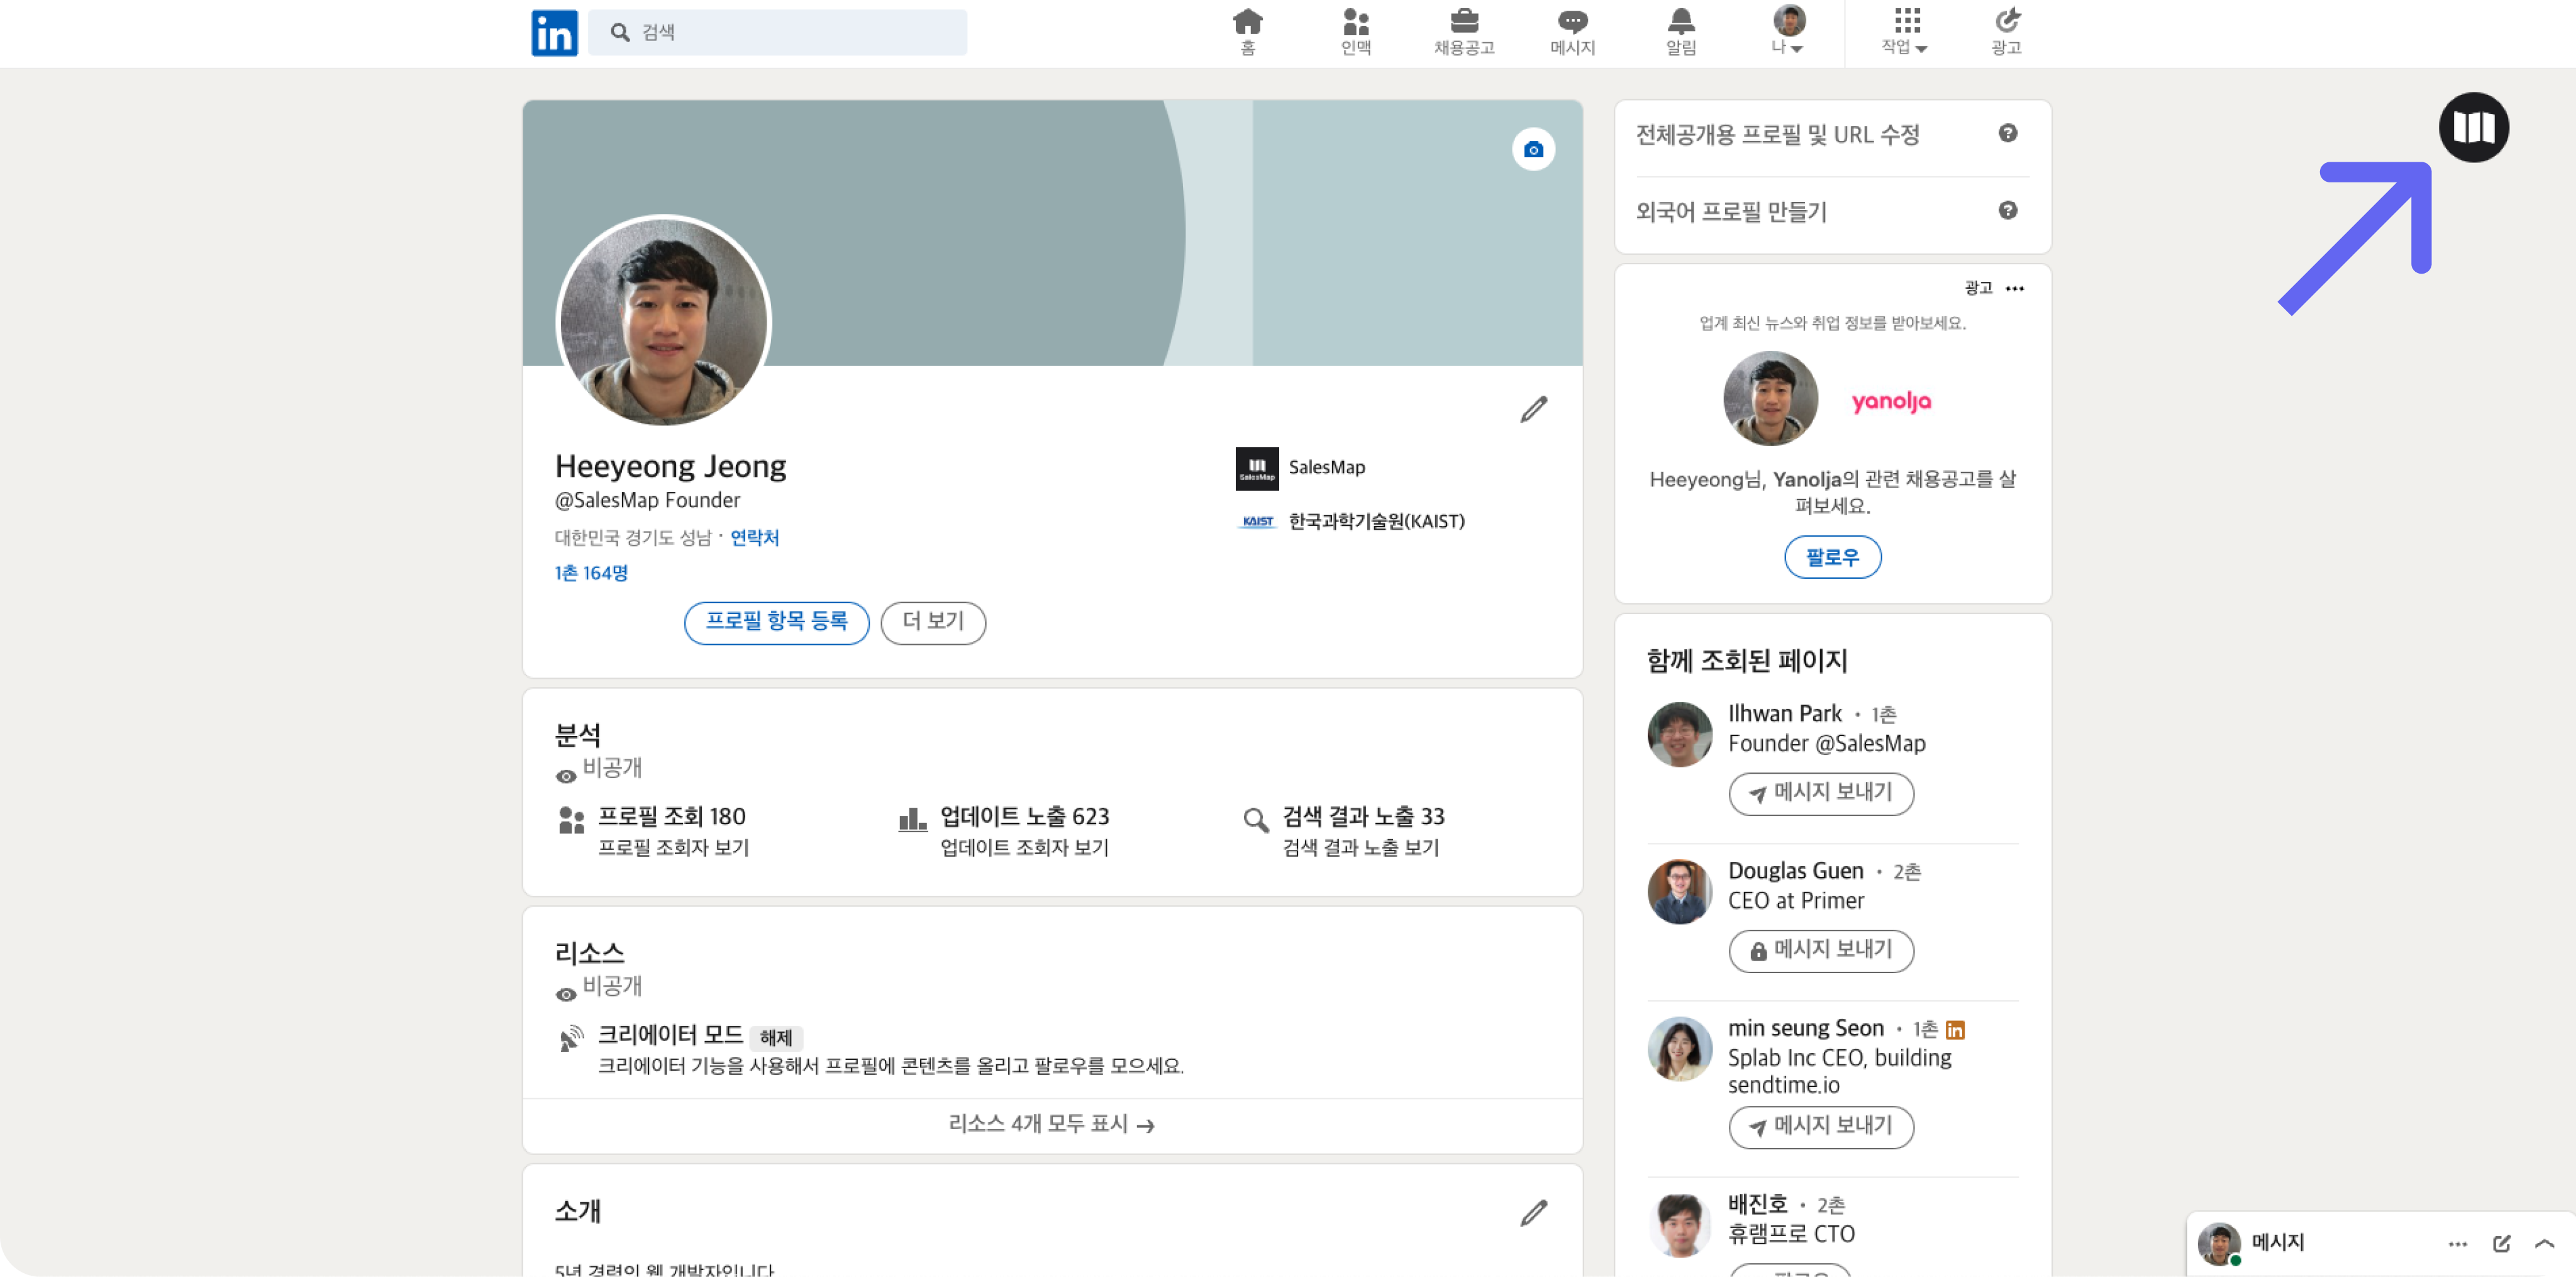 in
검색
홈
인맥
채용공고
메시지
알림
나
작업
광고
Heeyeong Jeong
@SalesMap Founder
대한민국 경기도 성남 · 연락처
1촌 164명
프로필 항목 등록
더 보기
SalesMap
SalesMap
KAIST
한국과학기술원(KAIST)
분석
비공개
프로필 조회 180
프로필 조회자 보기
업데이트 노출 623
업데이트 조회자 보기
검색 결과 노출 33
검색 결과 노출 보기
리소스
비공개
크리에이터 모드 해제
크리에이터 기능을 사용해서 프로필에 콘텐츠를 올리고 팔로우를 모으세요.
리소스 4개 모두 표시 →
소개
5년 경력의 웹 개발자입니다
전체공개용 프로필 및 URL 수정
외국어 프로필 만들기
광고 •••
업계 최신 뉴스와 취업 정보를 받아보세요.
yanolja
Heeyeong님, Yanolja의 관련 채용공고를 살
펴보세요.
팔로우
함께 조회된 페이지
Ilhwan Park · 1촌
Founder @SalesMap
메시지 보내기
Douglas Guen · 2촌
CEO at Primer
메시지 보내기
min seung Seon · 1촌 in
Splab Inc CEO, building
sendtime.io
메시지 보내기
배진호 · 2촌
휴램프로 CTO
메시지